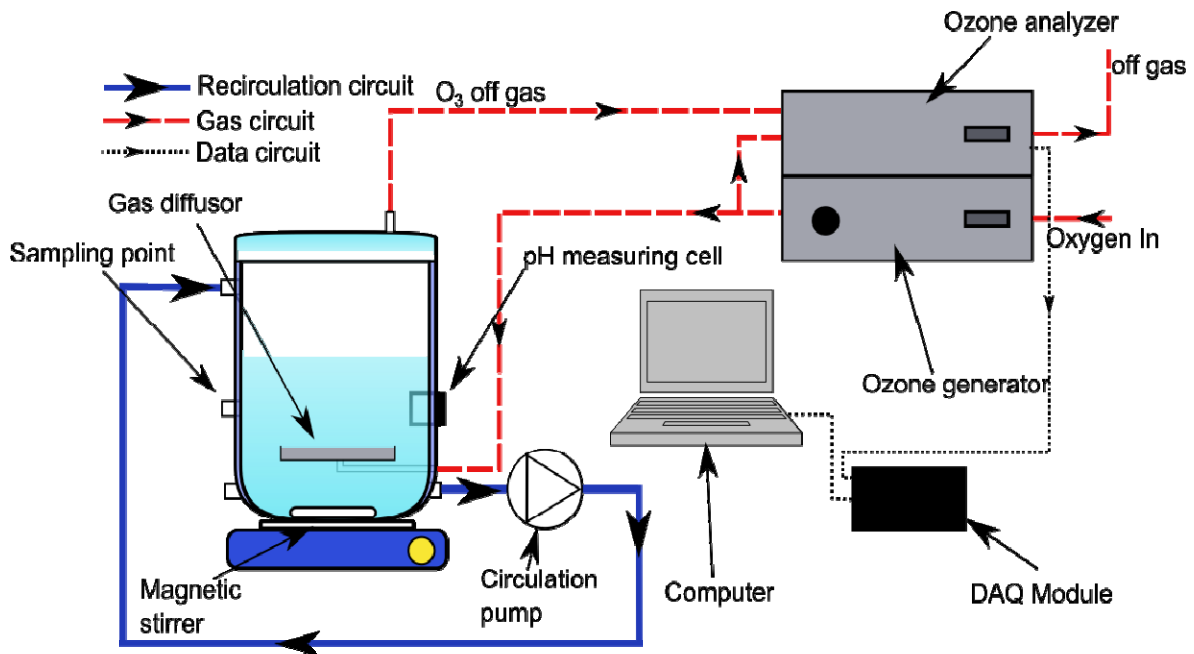 Ozone analyzer
off gas
Recirculation circuit
O₃ off gas
Gas circuit
Data circuit
Gas diffusor
Sampling point
pH measuring cell
Oxygen In
Ozone generator
Magnetic
stirrer
Circulation
pump
Computer
DAQ Module